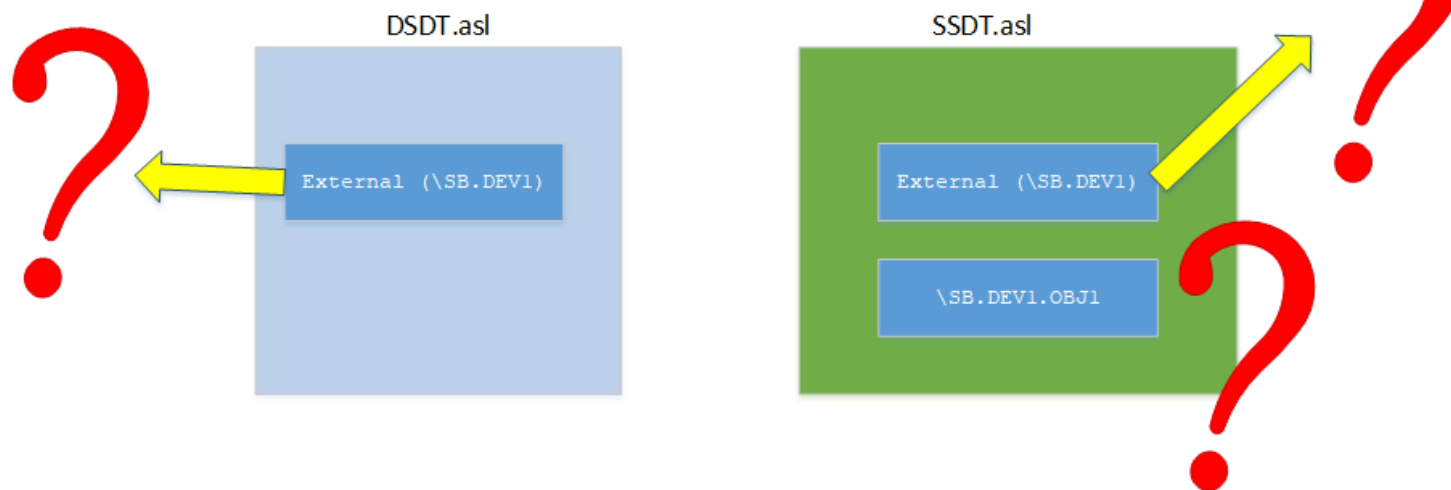 DSDT.asl
SSDT.asl
External (\SB.DEV1)
External (\SB.DEV1)
\SB.DEV1.OBJ1